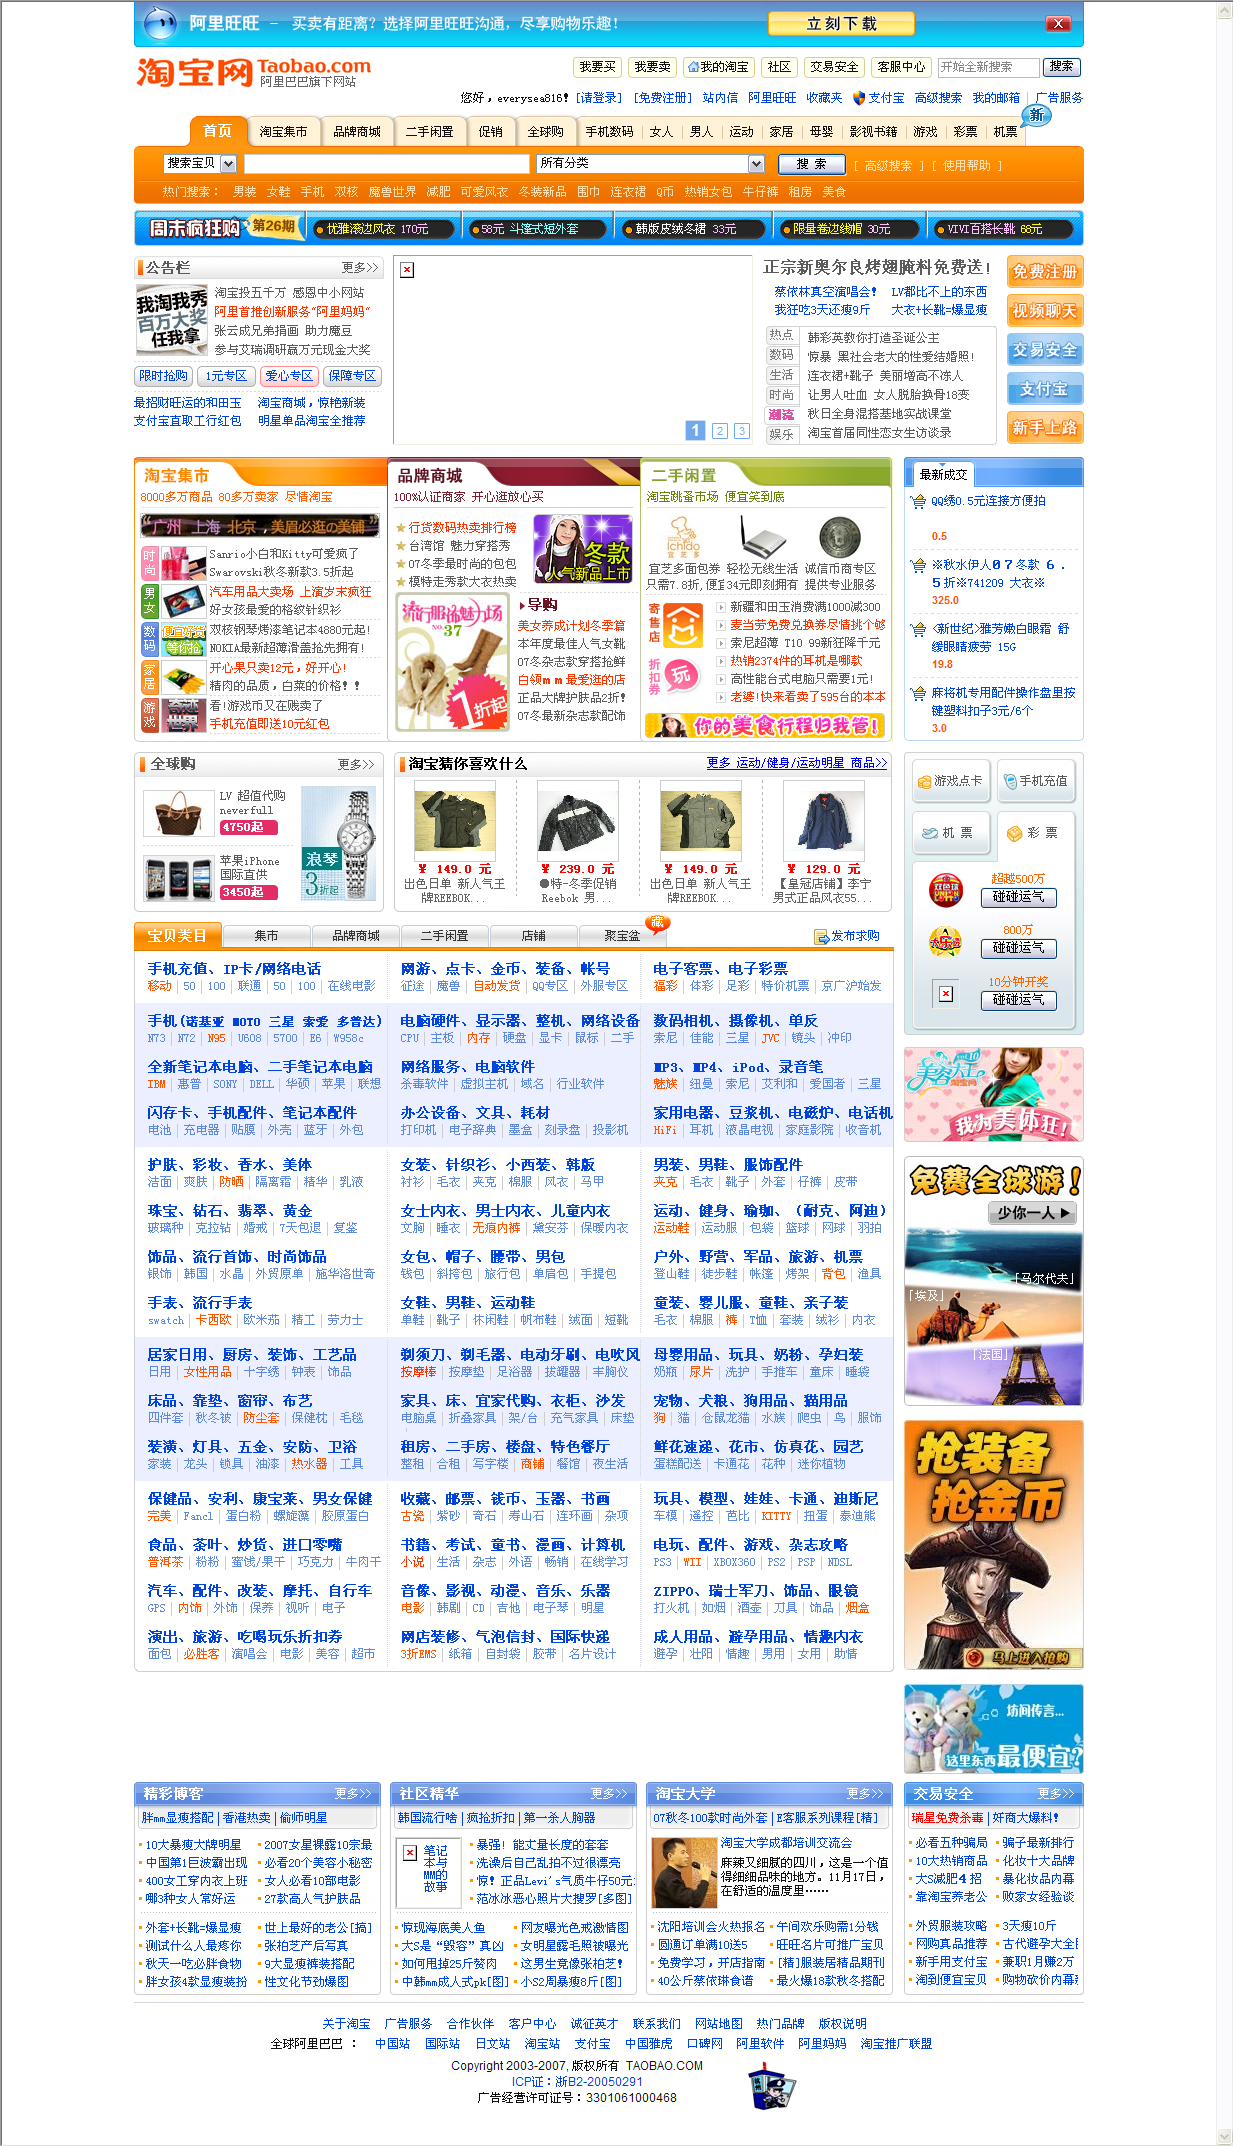 阿里旺旺 - 买卖有距离? 选择阿里旺旺沟通，尽享购物乐趣!
立刻下载
淘宝网 Taobao.com
阿里巴巴旗下网站
我要买 我要卖 我的淘宝 社区 交易安全 客服中心 开始全新搜索 搜索
您好，everysea816! [请登录] [免费注册] 站内信 阿里旺旺 收藏夹 支付宝 高级搜索 我的邮箱 广告服务
新
首页 淘宝集市 品牌商城 二手闲置 促销 全球购 手机数码 女人 男人 运动 家居 母婴 影视书籍 游戏 彩票 机票
搜索宝贝 所有分类 搜 索 [ 高级搜索 ] [ 使用帮助 ]
热门搜索: 男装 女鞋 手机 双核 魔兽世界 减肥 可爱风衣 冬装新品 围巾 连衣裙 Q币 热销女包 牛仔裤 租房 美食
周末疯狂购 第26期 优雅滚边风衣 170元 58元 斗篷式短外套 韩版皮绒冬裙 33元 限量卷边线帽 30元 VIVI百搭长靴 68元
公告栏 更多>>
我淘我秀 百万大奖 任我拿
淘宝投五千万 感恩中小网站
阿里首推创新服务“阿里妈妈”
张云成兄弟捐画 助力魔豆
参与艾瑞调研赢万元现金大奖
限时抢购 1元专区 爱心专区 保障专区
最招财旺运的和田玉 淘宝商城，惊艳新装
支付宝直取工行红包 明星单品淘宝全推荐
1 2 3
正宗新奥尔良烤翅腌料免费送!
蔡依林真空演唱会! LV都比不上的东西
我狂吃3天还瘦9斤 大衣+长靴=爆显瘦
热点 韩彩英教你打造圣诞公主
数码 惊暴 黑社会老大的性爱结婚照!
生活 连衣裙+靴子 美丽增高不冻人
时尚 让男人吐血 女人脱胎换骨18变
潮流 秋日全身混搭基地实战课堂
娱乐 淘宝首届同性恋女生访谈录
免费注册
视频聊天
交易安全
支付宝
新手上路
淘宝集市
8000多万商品 80多万卖家 尽情淘宝
广州 上海 北京，美眉必逛の美铺
时尚 Sanrio小白和Kitty可爱疯了
Swarovski秋冬新款3.5折起
男女 汽车用品大卖场 上演岁末疯狂
好女孩最爱的格纹针织衫
数码 便宜好货 等你抢 双核钢琴烤漆笔记本4880元起!
NOKIA最新超薄滑盖抢先拥有!
家居 开心果只卖12元，好开心!
精肉的品质，白菜的价格!!
游戏 看!游戏币又在贱卖了
手机充值即送10元红包
品牌商城
100%认证商家 开心逛放心买
行货数码热卖排行榜
台湾馆 魅力穿搭秀
07冬季最时尚的包包
模特走秀款大衣热卖
冬款 人气新品上市
流行服饰魅力场 NO.37 1折起
导购
美女养成计划冬季篇
本年度最佳人气女靴
07冬杂志款穿搭抢鲜
白领mm最爱逛的店
正品大牌护肤品2折!
07冬最新杂志款配饰
二手闲置
淘宝跳蚤市场 便宜笑到底
ichido 宜芝多
宜芝多面包券 轻松无线生活 诚信币商专区
只需7.8折，便宜 34元即刻拥有 提供专业服务
寄售店
折扣券 玩
新疆和田玉消费满1000减300
麦当劳免费兑换券尽情挑个够
索尼超薄 T10 99新狂降千元
热销2374件的耳机是哪款
高性能台式电脑只需要1元!
老婆!快来看卖了595台的本本
你的美食行程归我管!
最新成交
QQ绣0.5元连接方便拍
0.5
※秋水伊人07冬款 6.5折※741209 大衣※
325.0
<新世纪>雅芳嫩白眼霜 舒缓眼睛疲劳 15G
19.8
麻将机专用配件操作盘里按键塑料扣子3元/6个
3.0
全球购 更多>>
LV 超值代购 neverfull
4750起
苹果iPhone 国际直供
3450起
浪琴 3折起
淘宝猜你喜欢什么 更多 运动/健身/运动明星 商品>>
¥ 149.0 元 ¥ 239.0 元 ¥ 149.0 元 ¥ 129.0 元
出色日单 新人气王牌REEBOK... ●特-冬季促销 Reebok 男... 出色日单 新人气王牌REEBOK... 【皇冠店铺】李宁男式正品风衣55...
游戏点卡 手机充值
机 票 彩 票
双色球 超越500万
碰碰运气
800万
碰碰运气
10分钟开奖
碰碰运气
宝贝类目 集市 品牌商城 二手闲置 店铺 聚宝盆 藏 发布求购
手机充值、IP卡/网络电话 网游、点卡、金币、装备、帐号 电子客票、电子彩票
移动 | 50 | 100 | 联通 | 50 | 100 | 在线电影 征途 | 魔兽 | 自动发货 | QQ专区 | 外服专区 福彩 | 体彩 | 足彩 | 特价机票 | 京广沪始发
手机(诺基亚 MOTO 三星 索爱 多普达) 电脑硬件、显示器、整机、网络设备 数码相机、摄像机、单反
N73 | N72 | N95 | U608 | 5700 | E6 | W958c CPU | 主板 | 内存 | 硬盘 | 显卡 | 鼠标 | 二手 索尼 | 佳能 | 三星 | JVC | 镜头 | 冲印
全新笔记本电脑、二手笔记本电脑 网络服务、电脑软件 MP3、MP4、iPod、录音笔
IBM | 惠普 | SONY | DELL | 华硕 | 苹果 | 联想 杀毒软件 | 虚拟主机 | 域名 | 行业软件 魅族 | 纽曼 | 索尼 | 艾利和 | 爱国者 | 三星
闪存卡、手机配件、笔记本配件 办公设备、文具、耗材 家用电器、豆浆机、电磁炉、电话机
电池 | 充电器 | 贴膜 | 外壳 | 蓝牙 | 外包 打印机 | 电子辞典 | 墨盒 | 刻录盘 | 投影机 HiFi | 耳机 | 液晶电视 | 家庭影院 | 收音机
护肤、彩妆、香水、美体 女装、针织衫、小西装、韩版 男装、男鞋、服饰配件
洁面 | 爽肤 | 防晒 | 隔离霜 | 精华 | 乳液 衬衫 | 毛衣 | 夹克 | 棉服 | 风衣 | 马甲 夹克 | 毛衣 | 靴子 | 外套 | 仔裤 | 皮带
珠宝、钻石、翡翠、黄金 女士内衣、男士内衣、儿童内衣 运动、健身、瑜珈、（耐克、阿迪）
玻璃种 | 克拉钻 | 婚戒 | 7天包退 | 复鉴 文胸 | 睡衣 | 无痕内裤 | 黛安芬 | 保暖内衣 运动鞋 | 运动服 | 包袋 | 篮球 | 网球 | 羽拍
饰品、流行首饰、时尚饰品 女包、帽子、腰带、男包 户外、野营、军品、旅游、机票
银饰 | 韩国 | 水晶 | 外贸原单 | 施华洛世奇 钱包 | 斜挎包 | 旅行包 | 单肩包 | 手提包 登山鞋 | 徒步鞋 | 帐篷 | 烤架 | 背包 | 渔具
手表、流行手表 女鞋、男鞋、运动鞋 童装、婴儿服、童鞋、亲子装
swatch | 卡西欧 | 欧米茄 | 精工 | 劳力士 单鞋 | 靴子 | 休闲鞋 | 帆布鞋 | 绒面 | 短靴 毛衣 | 棉服 | 裤 | T恤 | 套装 | 绒衫 | 内衣
居家日用、厨房、装饰、工艺品 剃须刀、剃毛器、电动牙刷、电吹风 母婴用品、玩具、奶粉、孕妇装
日用 | 女性用品 | 十字绣 | 钟表 | 饰品 按摩棒 | 按摩垫 | 足浴器 | 拔罐器 | 丰胸仪 奶瓶 | 尿片 | 洗护 | 手推车 | 童床 | 睡袋
床品、靠垫、窗帘、布艺 家具、床、宜家代购、衣柜、沙发 宠物、犬粮、狗用品、猫用品
四件套 | 秋冬被 | 防尘套 | 保健枕 | 毛毯 电脑桌 | 折叠家具 | 架/台 | 充气家具 | 床垫 狗 | 猫 | 仓鼠龙猫 | 水族 | 爬虫 | 鸟 | 服饰
装潢、灯具、五金、安防、卫浴 租房、二手房、楼盘、特色餐厅 鲜花速递、花市、仿真花、园艺
家装 | 龙头 | 锁具 | 油漆 | 热水器 | 工具 整租 | 合租 | 写字楼 | 商铺 | 餐馆 | 夜生活 蛋糕配送 | 卡通花 | 花种 | 迷你植物
保健品、安利、康宝莱、男女保健 收藏、邮票、钱币、玉器、书画 玩具、模型、娃娃、卡通、迪斯尼
完美 | Fancl | 蛋白粉 | 螺旋藻 | 胶原蛋白 古瓷 | 紫砂 | 奇石 | 寿山石 | 连环画 | 杂项 车模 | 遥控 | 芭比 | KITTY | 扭蛋 | 泰迪熊
食品、茶叶、炒货、进口零嘴 书籍、考试、童书、漫画、计算机 电玩、配件、游戏、杂志攻略
普洱茶 | 粉粉 | 蜜饯/果干 | 巧克力 | 牛肉干 小说 | 生活 | 杂志 | 外语 | 畅销 | 在线学习 PS3 | WII | XBOX360 | PS2 | PSP | NDSL
汽车、配件、改装、摩托、自行车 音像、影视、动漫、音乐、乐器 ZIPPO、瑞士军刀、饰品、眼镜
GPS | 内饰 | 外饰 | 保养 | 视听 | 电子 电影 | 韩剧 | CD | 吉他 | 电子琴 | 明星 打火机 | 如烟 | 酒壶 | 刀具 | 饰品 | 烟盒
演出、旅游、吃喝玩乐折扣券 网店装修、气泡信封、国际快递 成人用品、避孕用品、情趣内衣
面包 | 必胜客 | 演唱会 | 电影 | 美容 | 超市 3折EMS | 纸箱 | 自封袋 | 胶带 | 名片设计 避孕 | 壮阳 | 情趣 | 男用 | 女用 | 助情
美容大王 淘宝网
我为美体狂!
免费全球游!
少你一人
「马尔代夫」
「埃及」
「法国」
抢装备
抢金币
马上进入抢购
坊间传言...
这里东西最便宜?
精彩博客 更多>> 社区精华 更多>> 淘宝大学 更多>> 交易安全 更多>>
胖mm显瘦搭配 | 香港热卖 | 偷师明星 韩国流行啥 | 疯抢折扣 | 第一杀人胸器 07秋冬100款时尚外套 | E客服系列课程[精] 瑞星免费杀毒 | 奸商大爆料!
10大暴瘦大牌明星 2007女星裸露10宗最
中国第1巨波霸出现 必看20个美容小秘密
400女工穿内衣上班 女人必看10部电影
哪3种女人常好运 27款高人气护肤品
外套+长靴=爆显瘦 世上最好的老公[搞]
测试什么人最疼你 张柏芝产后写真
秋天一吃必胖食物 9大显瘦裤装搭配
胖女孩4款显瘦装扮 性文化节劲爆图
笔记本与MM的故事
暴强! 能丈量长度的套套
洗澡后自己乱拍不过很漂亮
惊! 正品Levi's气质牛仔50元
范冰冰恶心照片大搜罗[多图]
惊现海底美人鱼 网友曝光色戒激情图
大S是“毁容”真凶 女明星露毛照被曝光
如何甩掉25斤赘肉 这男生竟像张柏芝!
中韩mm成人式pk[图] 小S2周暴瘦8斤[图]
淘宝大学成都培训交流会
麻辣又细腻的四川，这是一个值得细细品味的地方。11月17日，在舒适的温度里……
沈阳培训会火热报名 午间欢乐购需1分钱
圆通订单满10送5 旺旺名片可推广宝贝
免费学习，开店指南 [精]服装居精品期刊
40公斤蔡依琳食谱 最火爆18款秋冬搭配
必看五种骗局 骗子最新排行
10大热销商品 化妆十大品牌
大S减肥4招 暴化妆品内幕
靠淘宝养老公 败家女经验谈
外贸服装攻略 3天瘦10斤
网购真品推荐 古代避孕大全
新手用支付宝 兼职1月赚2万
淘到便宜宝贝 购物砍价内幕
关于淘宝 广告服务 合作伙伴 客户中心 诚征英才 联系我们 网站地图 热门品牌 版权说明
全球阿里巴巴 : 中国站 国际站 日文站 淘宝站 支付宝 中国雅虎 口碑网 阿里软件 阿里妈妈 淘宝推广联盟
Copyright 2003-2007, 版权所有 TAOBAO.COM
ICP证：浙B2-20050291
广告经营许可证号：3301061000468